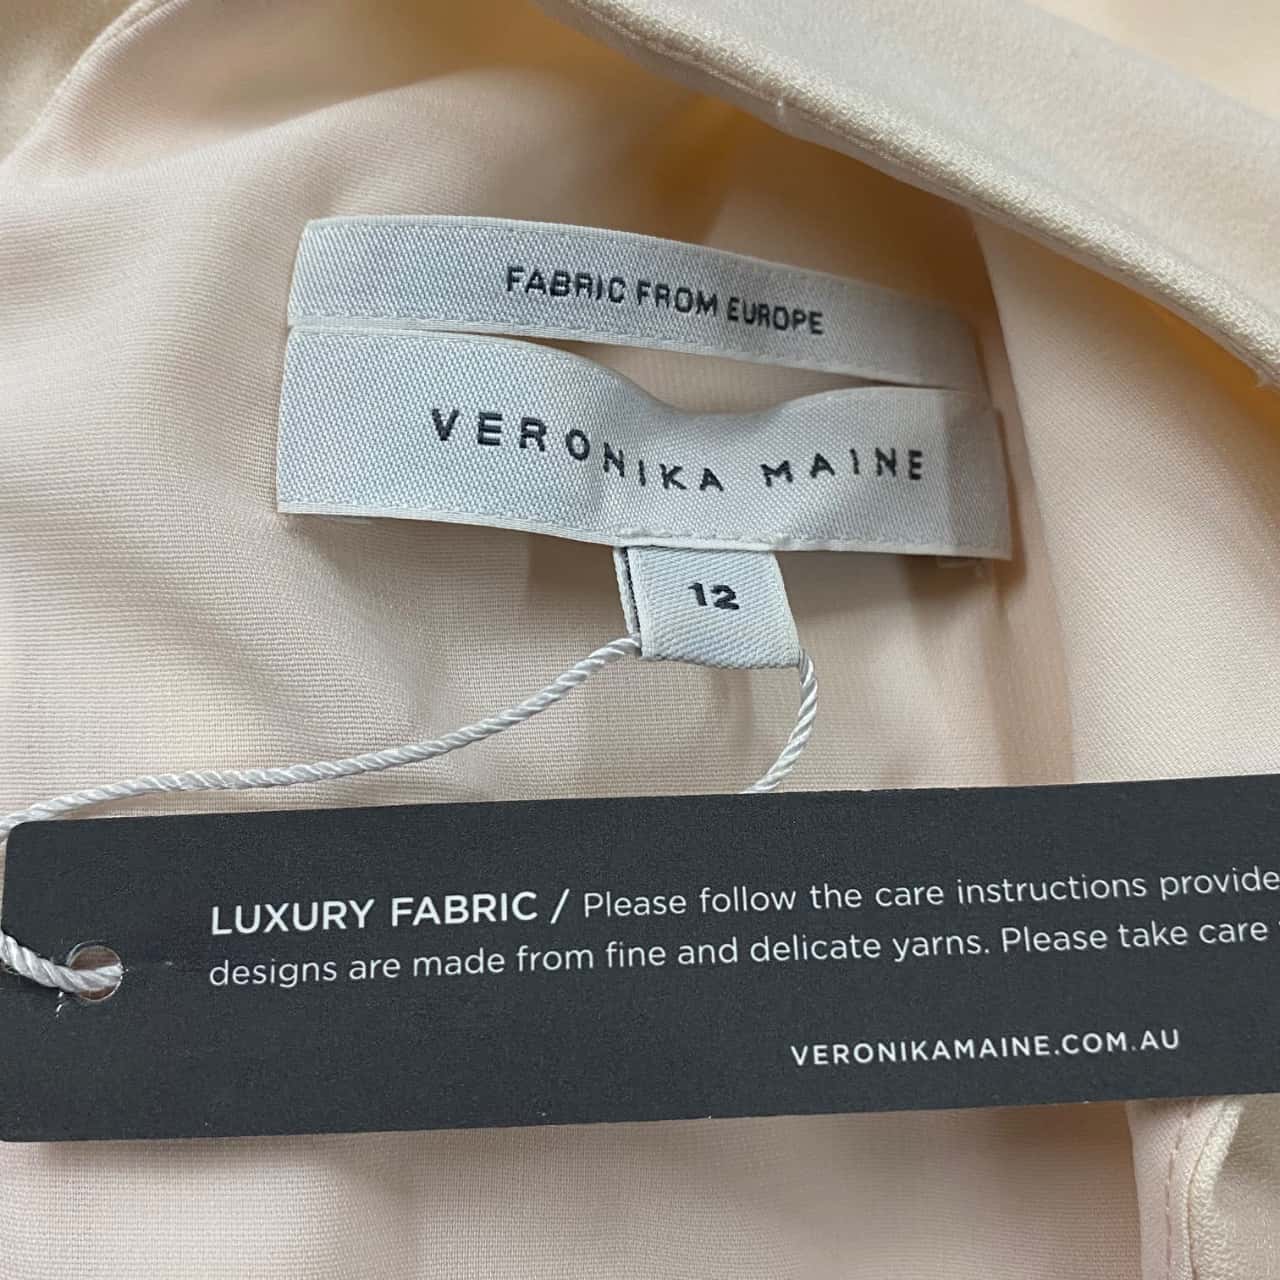 FABRIC FROM EUROPE
VERONIKA MAINE
12
LUXURY FABRIC / Please follow the care instructions provide
designs are made from fine and delicate yarns. Please take care
VERONIKAMAINE.COM.AU